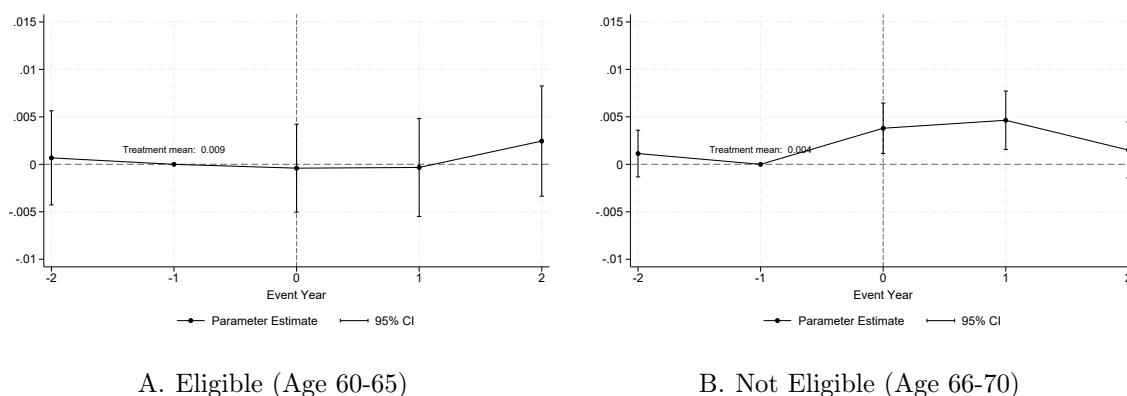 .015
.01
.005
0
-.005
-.01
Treatment mean: 0.009
-2 -1 0 1 2
Event Year
Parameter Estimate 95% CI
A. Eligible (Age 60-65)
.015
.01
.005
0
-.005
-.01
Treatment mean: 0.004
-2 -1 0 1 2
Event Year
Parameter Estimate 95% CI
B. Not Eligible (Age 66-70)